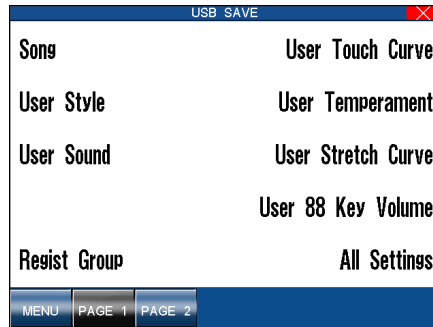 USB SAVE
Song
User Touch Curve
User Style
User Temperament
User Sound
User Stretch Curve
User 88 Key Volume
Regist Group
All Settings
MENU PAGE 1 PAGE 2